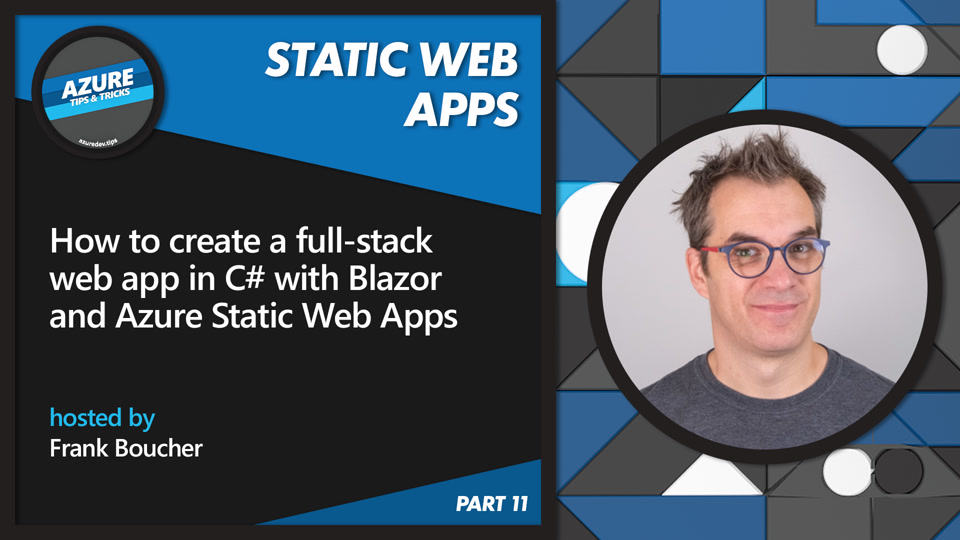 AZURE
TIPS & TRICKS
azuredev.tips
STATIC WEB
APPS
How to create a full-stack
web app in C# with Blazor
and Azure Static Web Apps
hosted by
Frank Boucher
PART 11